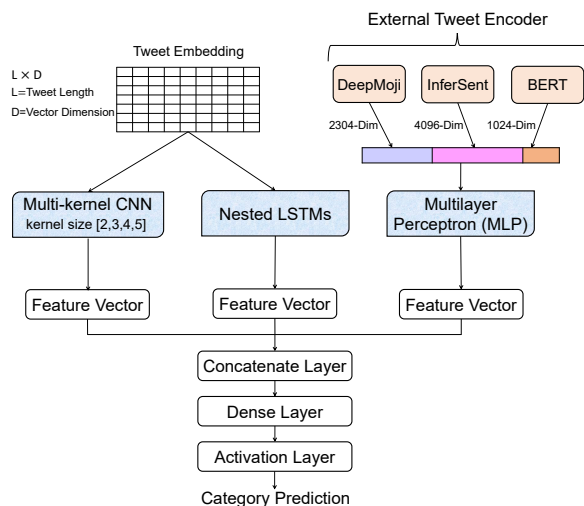 External Tweet Encoder
Tweet Embedding
L × D
L=Tweet Length
D=Vector Dimension
DeepMoji
InferSent
BERT
2304-Dim
4096-Dim
1024-Dim
Multi-kernel CNN
kernel size [2,3,4,5]
Nested LSTMs
Multilayer
Perceptron (MLP)
Feature Vector
Feature Vector
Feature Vector
Concatenate Layer
Dense Layer
Activation Layer
Category Prediction